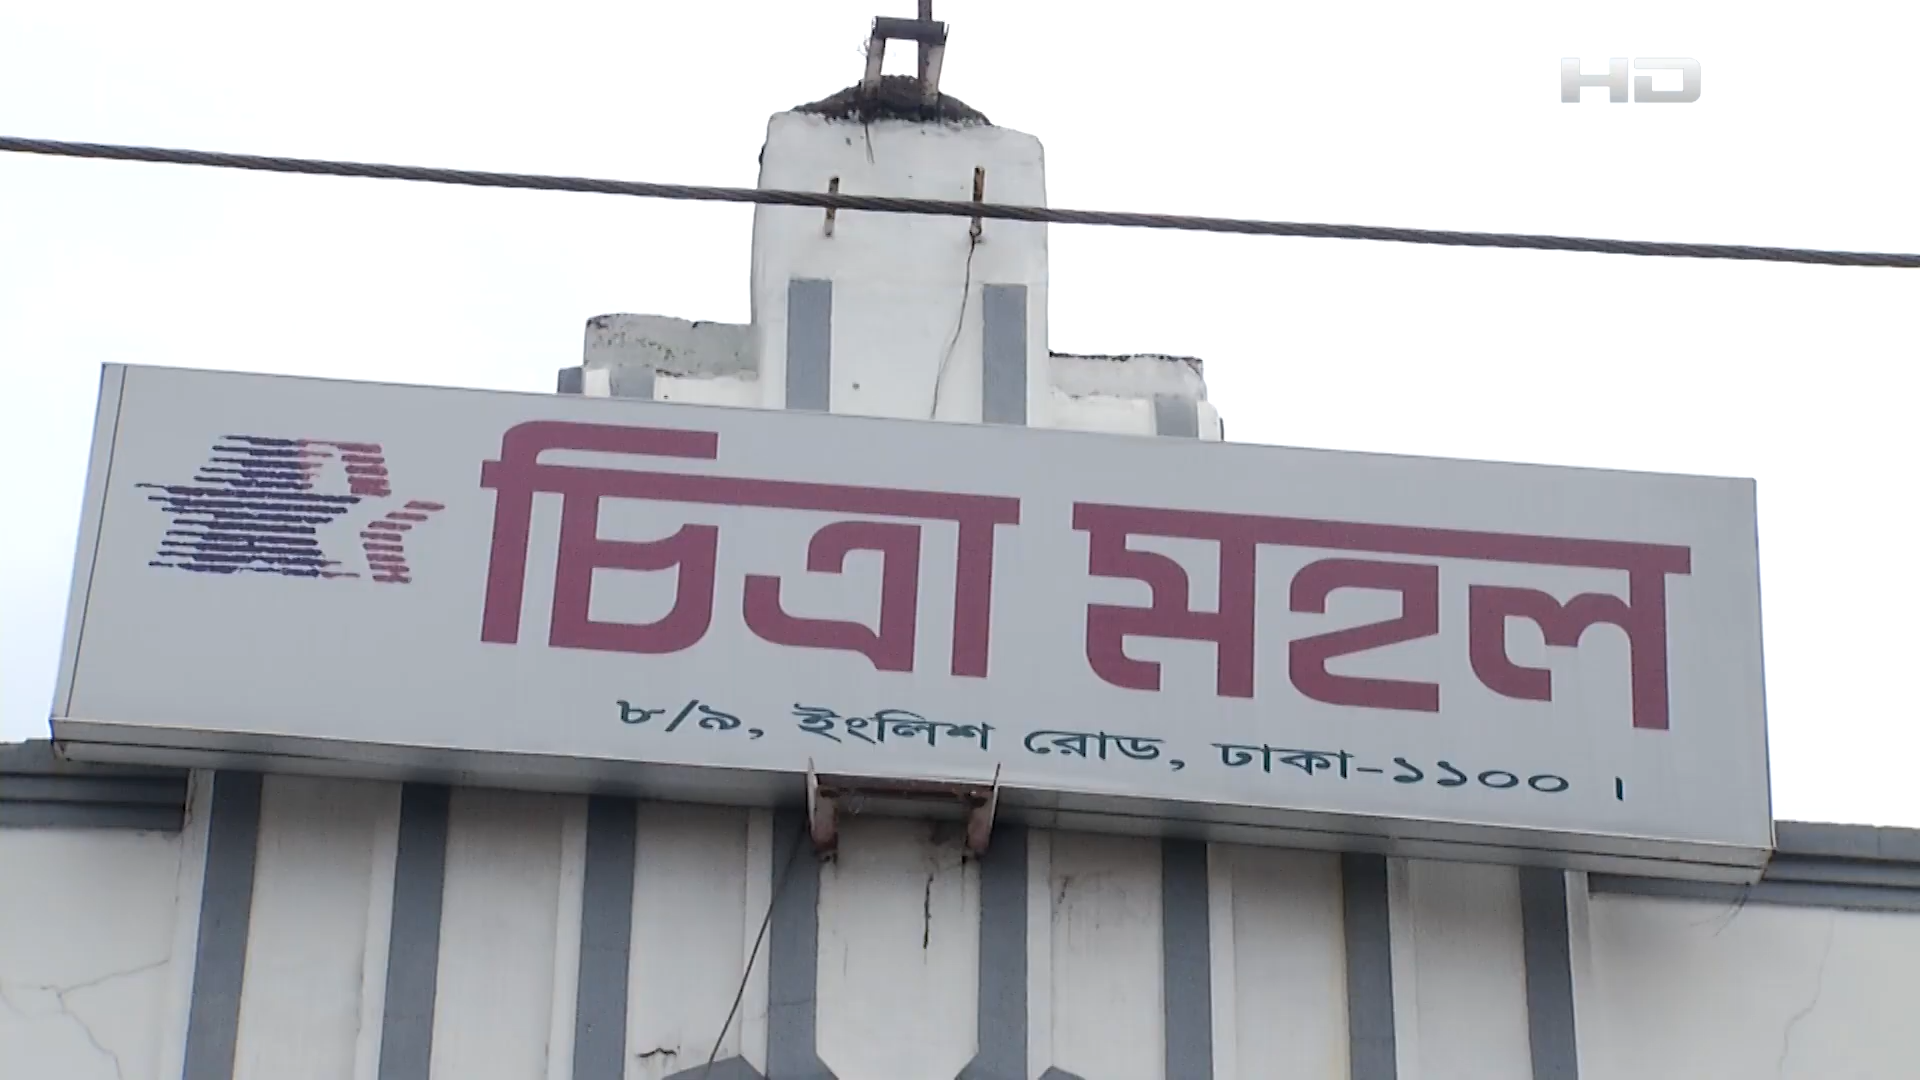 HD
চিত্রা মহল
৮/৯, ইংলিশ রোড, ঢাকা-১১০০ ।